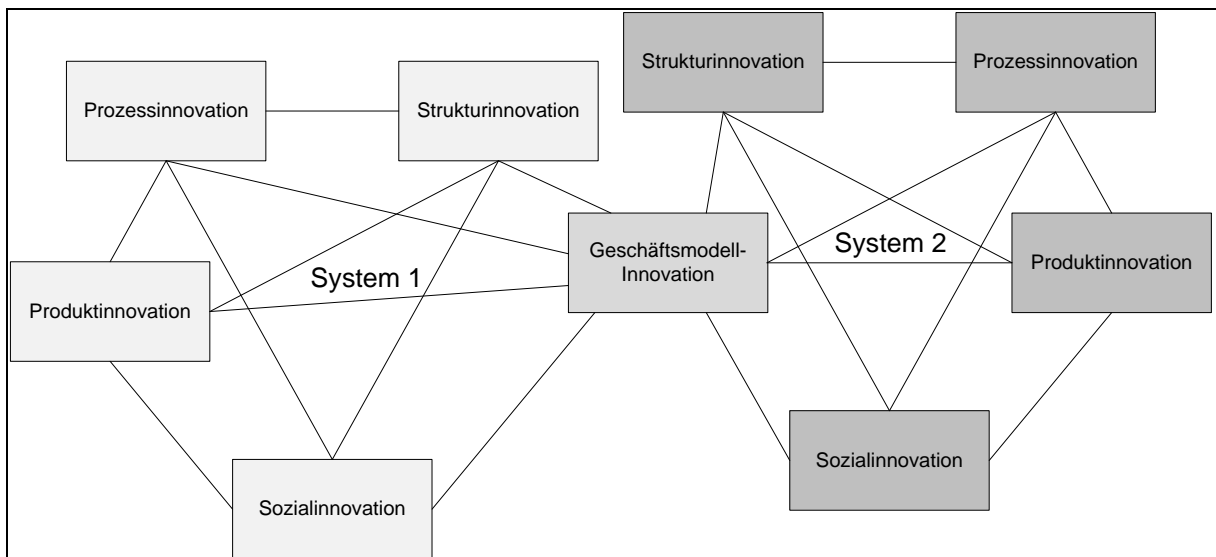 Strukturinnovation
Prozessinnovation
Prozessinnovation
Strukturinnovation
Geschäftsmodell-
Innovation
System 1
System 2
Produktinnovation
Produktinnovation
Sozialinnovation
Sozialinnovation